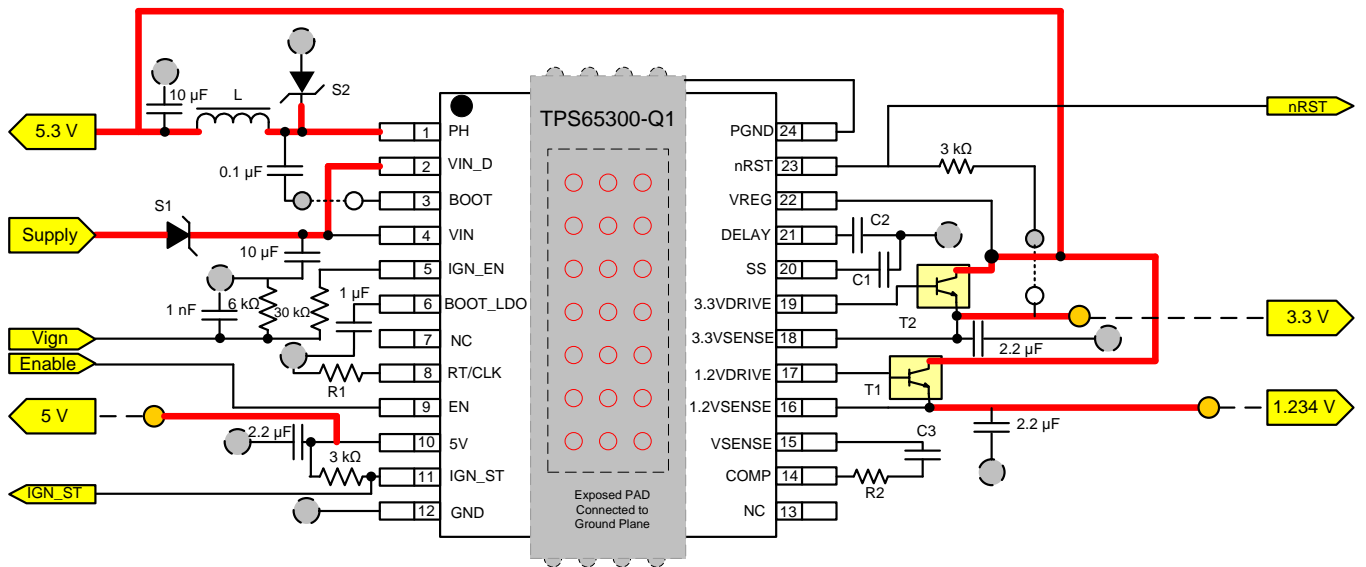 10 µF
L
S2
5.3 V
0.1 µF
S1
Supply
10 µF
1 nF
6 kΩ
30 kΩ
1 µF
Vign
Enable
R1
5 V
2.2 µF
3 kΩ
IGN_ST
TPS65300-Q1
1 PH
2 VIN_D
3 BOOT
4 VIN
5 IGN_EN
6 BOOT_LDO
7 NC
8 RT/CLK
9 EN
10 5V
11 IGN_ST
12 GND
Exposed PAD
Connected to
Ground Plane
PGND 24
nRST 23
VREG 22
DELAY 21
SS 20
3.3VDRIVE 19
3.3VSENSE 18
1.2VDRIVE 17
1.2VSENSE 16
VSENSE 15
COMP 14
NC 13
nRST
3 kΩ
C2
C1
T2
3.3 V
2.2 µF
T1
1.234 V
2.2 µF
C3
R2